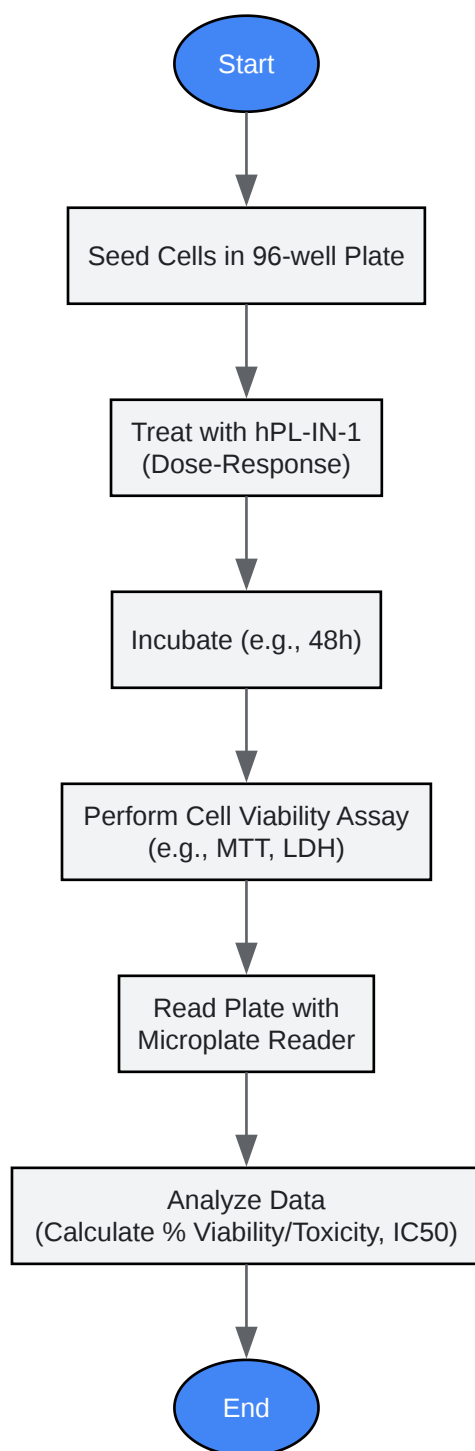 Start
Seed Cells in 96-well Plate
Treat with hPL-IN-1
(Dose-Response)
Incubate (e.g., 48h)
Perform Cell Viability Assay
(e.g., MTT, LDH)
Read Plate with
Microplate Reader
Analyze Data
(Calculate % Viability/Toxicity, IC50)
End